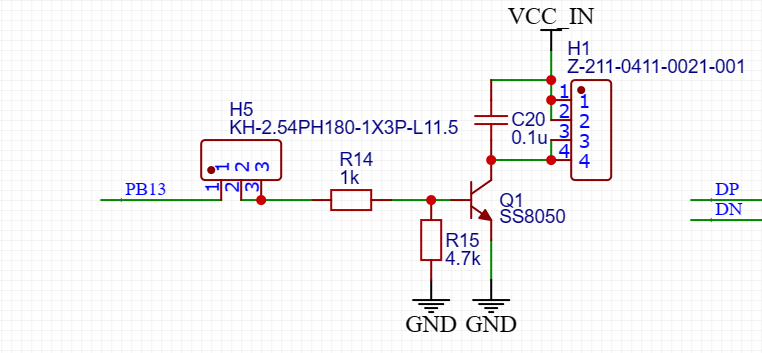 VCC_IN
H1
Z-211-0411-0021-001
1
1
2
2
3
3
4
4
C20
0.1u
H5
KH-2.54PH180-1X3P-L11.5
1 2 3
1 2 3
PB13
R14
1k
Q1
SS8050
R15
4.7k
GND GND
DP
DN